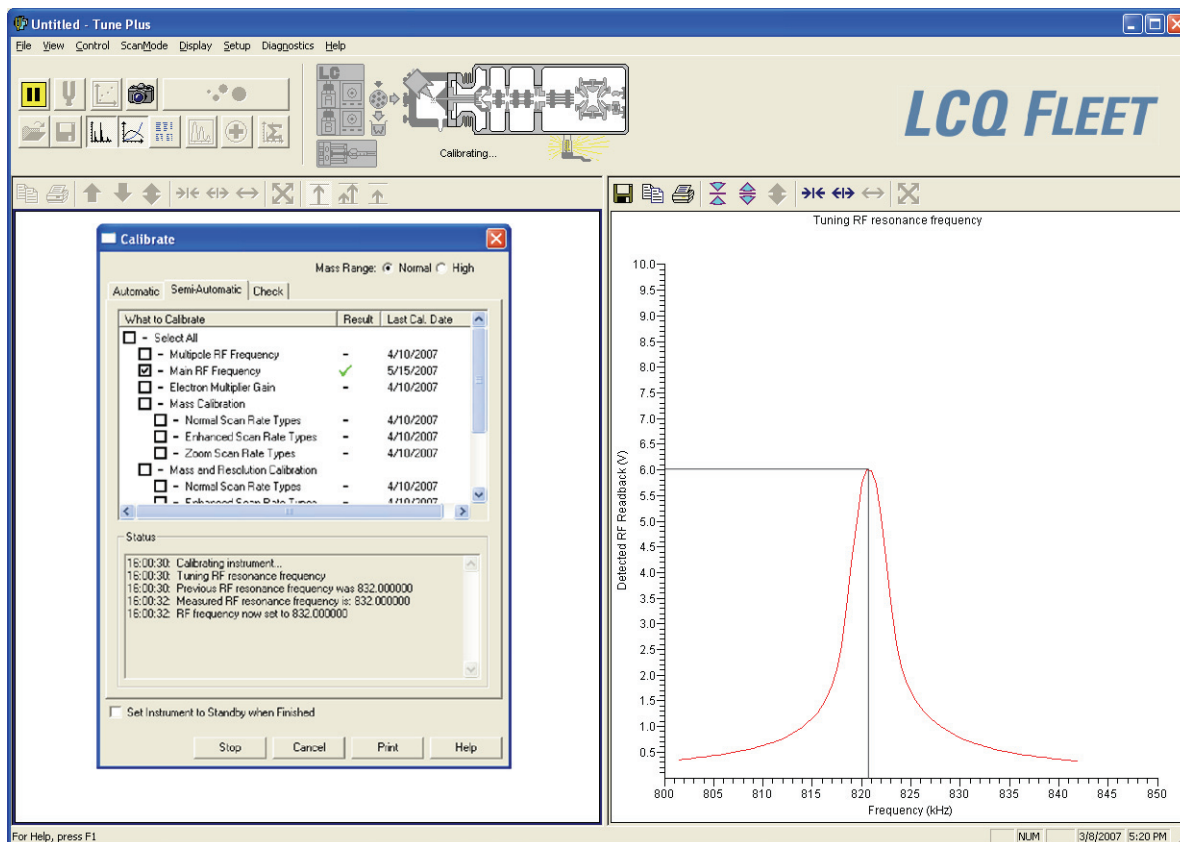 Untitled - Tune Plus
File View Control ScanMode Display Setup Diagnostics Help
LC
Calibrating...
LCQ FLEET
Calibrate
Mass Range: Normal High
Automatic Semi-Automatic Check
What to Calibrate Result Last Cal. Date
- Select All
- Multipole RF Frequency - 4/10/2007
- Main RF Frequency 5/15/2007
- Electron Multiplier Gain - 4/10/2007
- Mass Calibration
- Normal Scan Rate Types - 4/10/2007
- Enhanced Scan Rate Types - 4/10/2007
- Zoom Scan Rate Types - 4/10/2007
- Mass and Resolution Calibration
- Normal Scan Rate Types - 4/10/2007
- Enhanced Scan Rate Types - 4/10/2007
Status
16:00:30: Calibrating instrument...
16:00:30: Tuning RF resonance frequency
16:00:30: Previous RF resonance frequency was 832.000000
16:00:32: Measured RF resonance frequency is: 832.000000
16:00:32: RF frequency now set to 832.000000
Set Instrument to Standby when Finished
Stop Cancel Print Help
Tuning RF resonance frequency
Detected RF Readback (V)
10.0
9.5
9.0
8.5
8.0
7.5
7.0
6.5
6.0
5.5
5.0
4.5
4.0
3.5
3.0
2.5
2.0
1.5
1.0
0.5
800 805 810 815 820 825 830 835 840 845 850
Frequency (kHz)
For Help, press F1
NUM 3/8/2007 5:20 PM